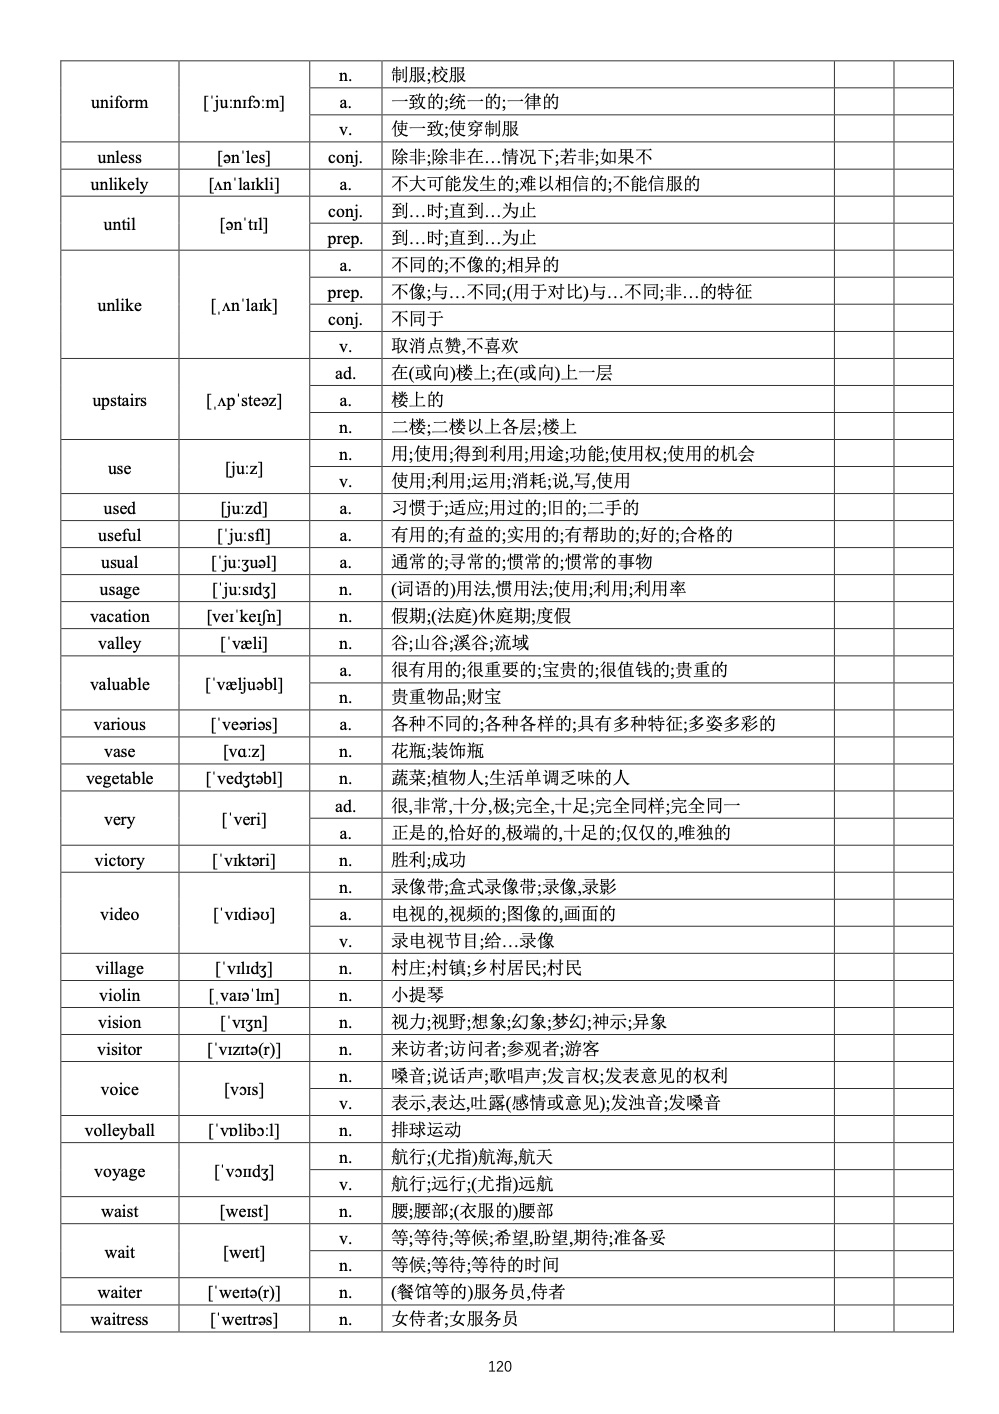 uniform [ˈju:nɪfɔ:m] n. 制服;校服
a. 一致的;统一的;一律的
v. 使一致;使穿制服
unless [ənˈles] conj. 除非;除非在…情况下;若非;如果不
unlikely [ʌnˈlaɪkli] a. 不大可能发生的;难以相信的;不能信服的
until [ənˈtɪl] conj. 到…时;直到…为止
prep. 到…时;直到…为止
unlike [ˌʌnˈlaɪk] a. 不同的;不像的;相异的
prep. 不像;与…不同;(用于对比)与…不同;非…的特征
conj. 不同于
v. 取消点赞,不喜欢
upstairs [ˌʌpˈsteəz] ad. 在(或向)楼上;在(或向)上一层
a. 楼上的
n. 二楼;二楼以上各层;楼上
use [ju:z] n. 用;使用;得到利用;用途;功能;使用权;使用的机会
v. 使用;利用;运用;消耗;说,写,使用
used [ju:zd] a. 习惯于;适应;用过的;旧的;二手的
useful [ˈju:sfl] a. 有用的;有益的;实用的;有帮助的;好的;合格的
usual [ˈju:ʒuəl] a. 通常的;寻常的;惯常的;惯常的事物
usage [ˈju:sɪdʒ] n. (词语的)用法,惯用法;使用;利用;利用率
vacation [veɪˈkeɪʃn] n. 假期;(法庭)休庭期;度假
valley [ˈvæli] n. 谷;山谷;溪谷;流域
valuable [ˈvæljuəbl] a. 很有用的;很重要的;宝贵的;很值钱的;贵重的
n. 贵重物品;财宝
various [ˈveəriəs] a. 各种不同的;各种各样的;具有多种特征;多姿多彩的
vase [vɑ:z] n. 花瓶;装饰瓶
vegetable [ˈvedʒtəbl] n. 蔬菜;植物人;生活单调乏味的人
very [ˈveri] ad. 很,非常,十分,极;完全,十足;完全同样;完全同一
a. 正是的,恰好的,极端的,十足的;仅仅的,唯独的
victory [ˈvɪktəri] n. 胜利;成功
video [ˈvɪdiəʊ] n. 录像带;盒式录像带;录像,录影
a. 电视的,视频的;图像的,画面的
v. 录电视节目;给…录像
village [ˈvɪlɪdʒ] n. 村庄;村镇;乡村居民;村民
violin [ˌvaɪəˈlɪn] n. 小提琴
vision [ˈvɪʒn] n. 视力;视野;想象;幻象;梦幻;神示;异象
visitor [ˈvɪzɪtə(r)] n. 来访者;访问者;参观者;游客
voice [vɔɪs] n. 嗓音;说话声;歌唱声;发言权;发表意见的权利
v. 表示,表达,吐露(感情或意见);发浊音;发嗓音
volleyball [ˈvɒlibɔ:l] n. 排球运动
voyage [ˈvɔɪɪdʒ] n. 航行;(尤指)航海,航天
v. 航行;远行;(尤指)远航
waist [weɪst] n. 腰;腰部;(衣服的)腰部
wait [weɪt] v. 等;等待;等候;希望,盼望,期待;准备妥
n. 等候;等待;等待的时间
waiter [ˈweɪtə(r)] n. (餐馆等的)服务员,侍者
waitress [ˈweɪtrəs] n. 女侍者;女服务员
120